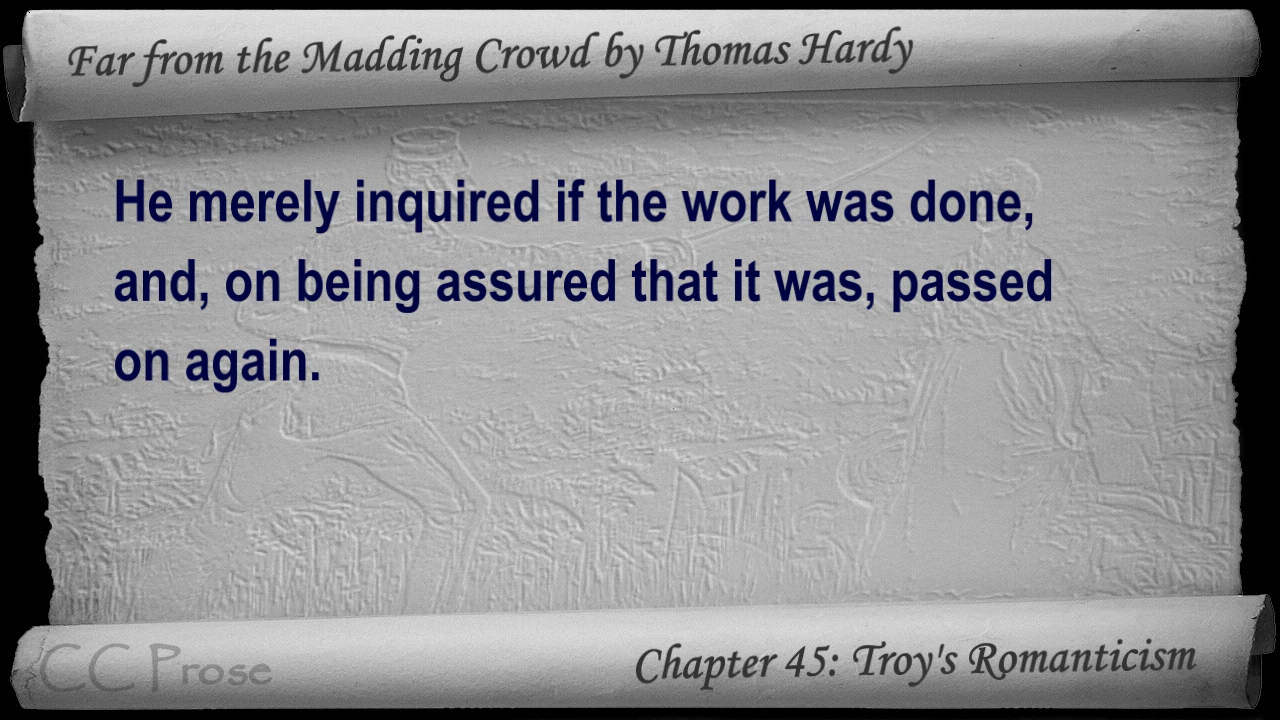 Far from the Madding Crowd by Thomas Hardy
He merely inquired if the work was done,
and, on being assured that it was, passed
on again.
CC Prose
Chapter 45: Troy's Romanticism